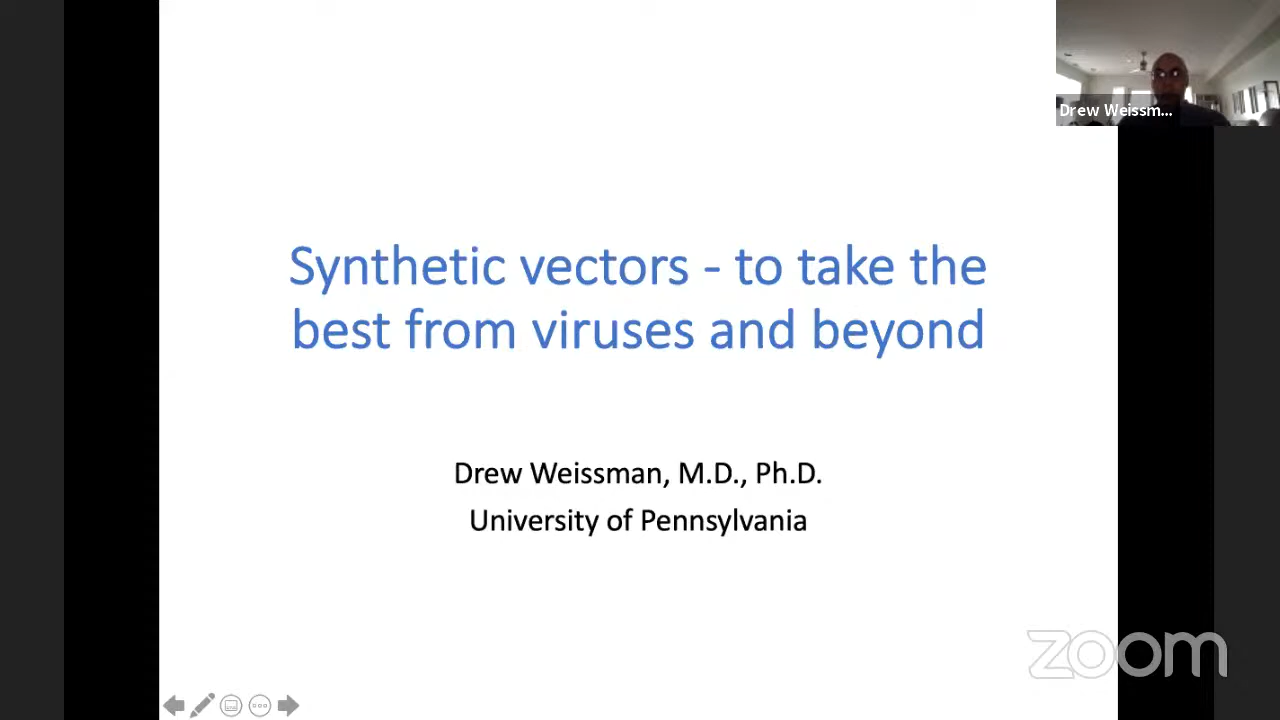 Drew Weissm...
Synthetic vectors - to take the
best from viruses and beyond
Drew Weissman, M.D., Ph.D.
University of Pennsylvania
zoom